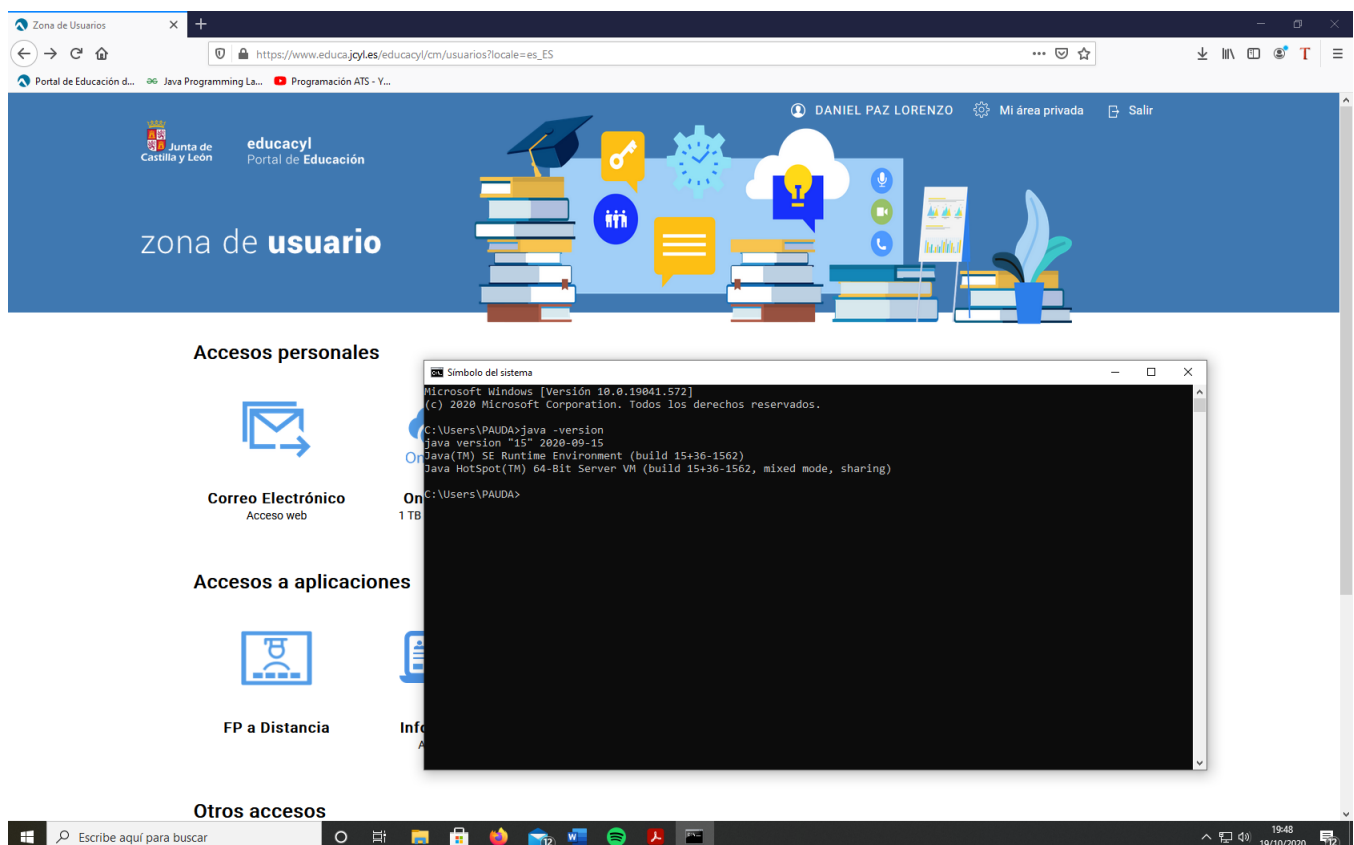 Zona de Usuarios
https://www.educa.jcyl.es/educacyl/cm/usuarios?locale=es_ES
Portal de Educación d...
Java Programming La...
Programación ATS - Y...
DANIEL PAZ LORENZO
Mi área privada
Salir
Junta de
Castilla y León
educacyl
Portal de Educación
zona de usuario
Accesos personales
Símbolo del sistema
Microsoft Windows [Versión 10.0.19041.572]
(c) 2020 Microsoft Corporation. Todos los derechos reservados.
C:\Users\PAUDA>java -version
java version "15" 2020-09-15
Java(TM) SE Runtime Environment (build 15+36-1562)
Java HotSpot(TM) 64-Bit Server VM (build 15+36-1562, mixed mode, sharing)
C:\Users\PAUDA>
Correo Electrónico
Acceso web
On
1 TB
Accesos a aplicaciones
FP a Distancia
Otros accesos
Escribe aquí para buscar
19:48
19/10/2020